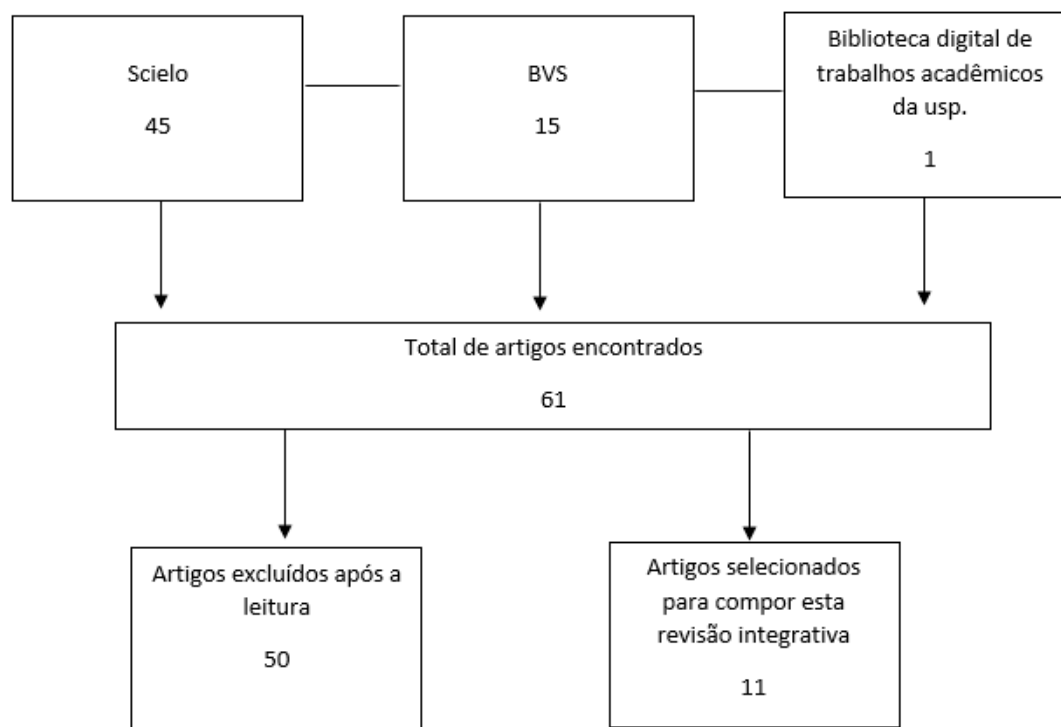 Scielo
45
BVS
15
Biblioteca digital de
trabalhos acadêmicos
da usp.
1
Total de artigos encontrados
61
Artigos excluídos após a
leitura
50
Artigos selecionados
para compor esta
revisão integrativa
11